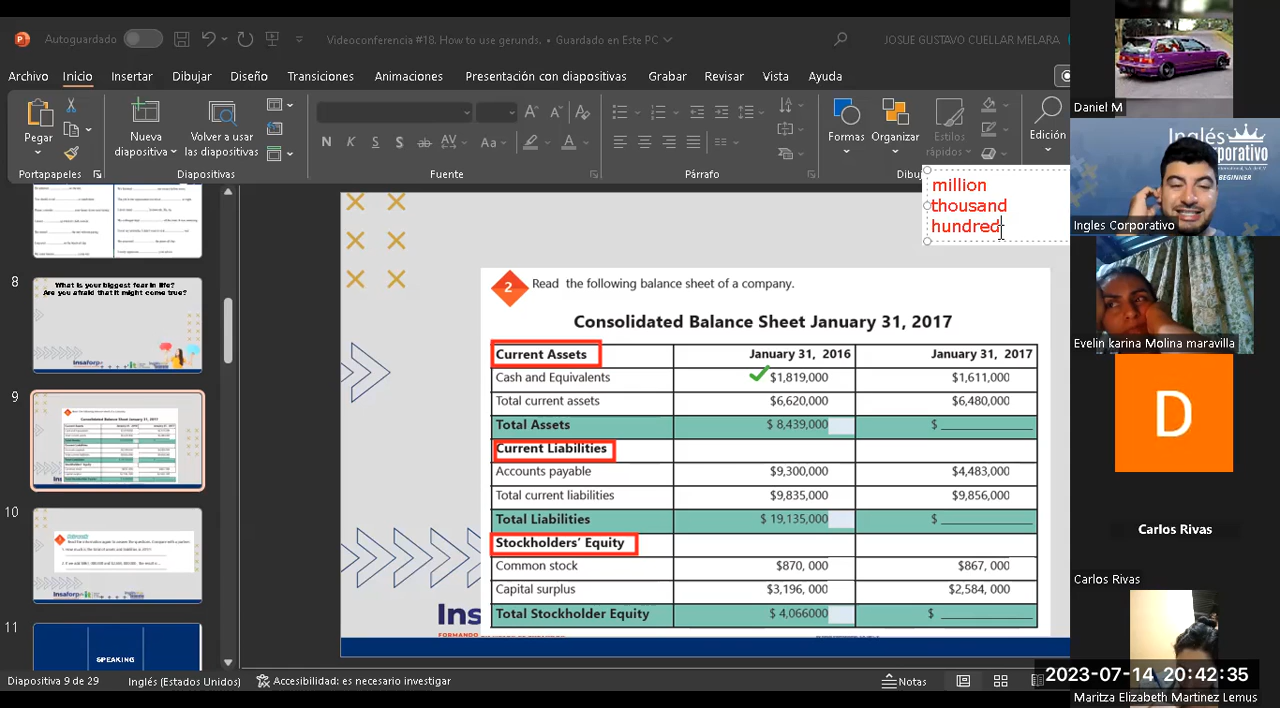 Autoguardado
Videoconferencia #18. How to use gerunds. • Guardado en Este PC
JOSUE GUSTAVO CUELLAR MELARA
Archivo Inicio Insertar Dibujar Diseño Transiciones Animaciones Presentación con diapositivas Grabar Revisar Vista Ayuda
Pegar
Nueva diapositiva
Volver a usar las diapositivas
Formas
Organizar
Estilos rápidos
Edición
Portapapeles
Diapositivas
Fuente
Párrafo
Dibuj
million
thousand
hundred
8
What is your biggest fear in life?
Are you afraid that it might come true?
9
10
11
SPEAKING
2 Read the following balance sheet of a company.
Consolidated Balance Sheet January 31, 2017
Current Assets January 31, 2016 January 31, 2017
Cash and Equivalents $1,819,000 $1,611,000
Total current assets $6,620,000 $6,480,000
Total Assets $ 8,439,000 $ ____________
Current Liabilities
Accounts payable $9,300,000 $4,483,000
Total current liabilities $9,835,000 $9,856,000
Total Liabilities $ 19,135,000 $ ____________
Stockholders’ Equity
Common stock $870, 000 $867, 000
Capital surplus $3,196, 000 $2,584, 000
Total Stockholder Equity $ 4,066000 $ ____________
Insa
Diapositiva 9 de 29
Inglés (Estados Unidos)
Accesibilidad: es necesario investigar
Notas
Daniel M
Inglés
Corporativo
BEGINNER
Ingles Corporativo
Evelin karina Molina maravilla
D
Carlos Rivas
Carlos Rivas
2023-07-14 20:42:35
Maritza Elizabeth Martinez Lemus